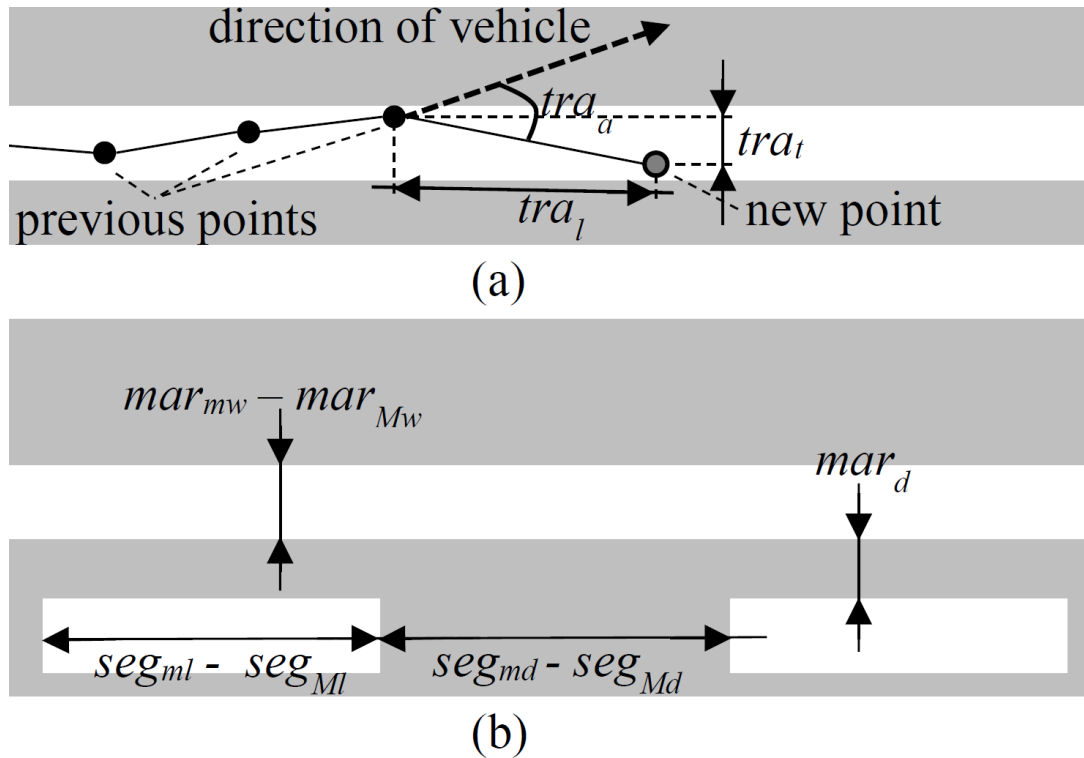 direction of vehicle
tra_a
tra_t
previous points
tra_l
new point
(a)
mar_mw – mar_Mw
mar_d
seg_ml - seg_Ml
seg_md - seg_Md
(b)